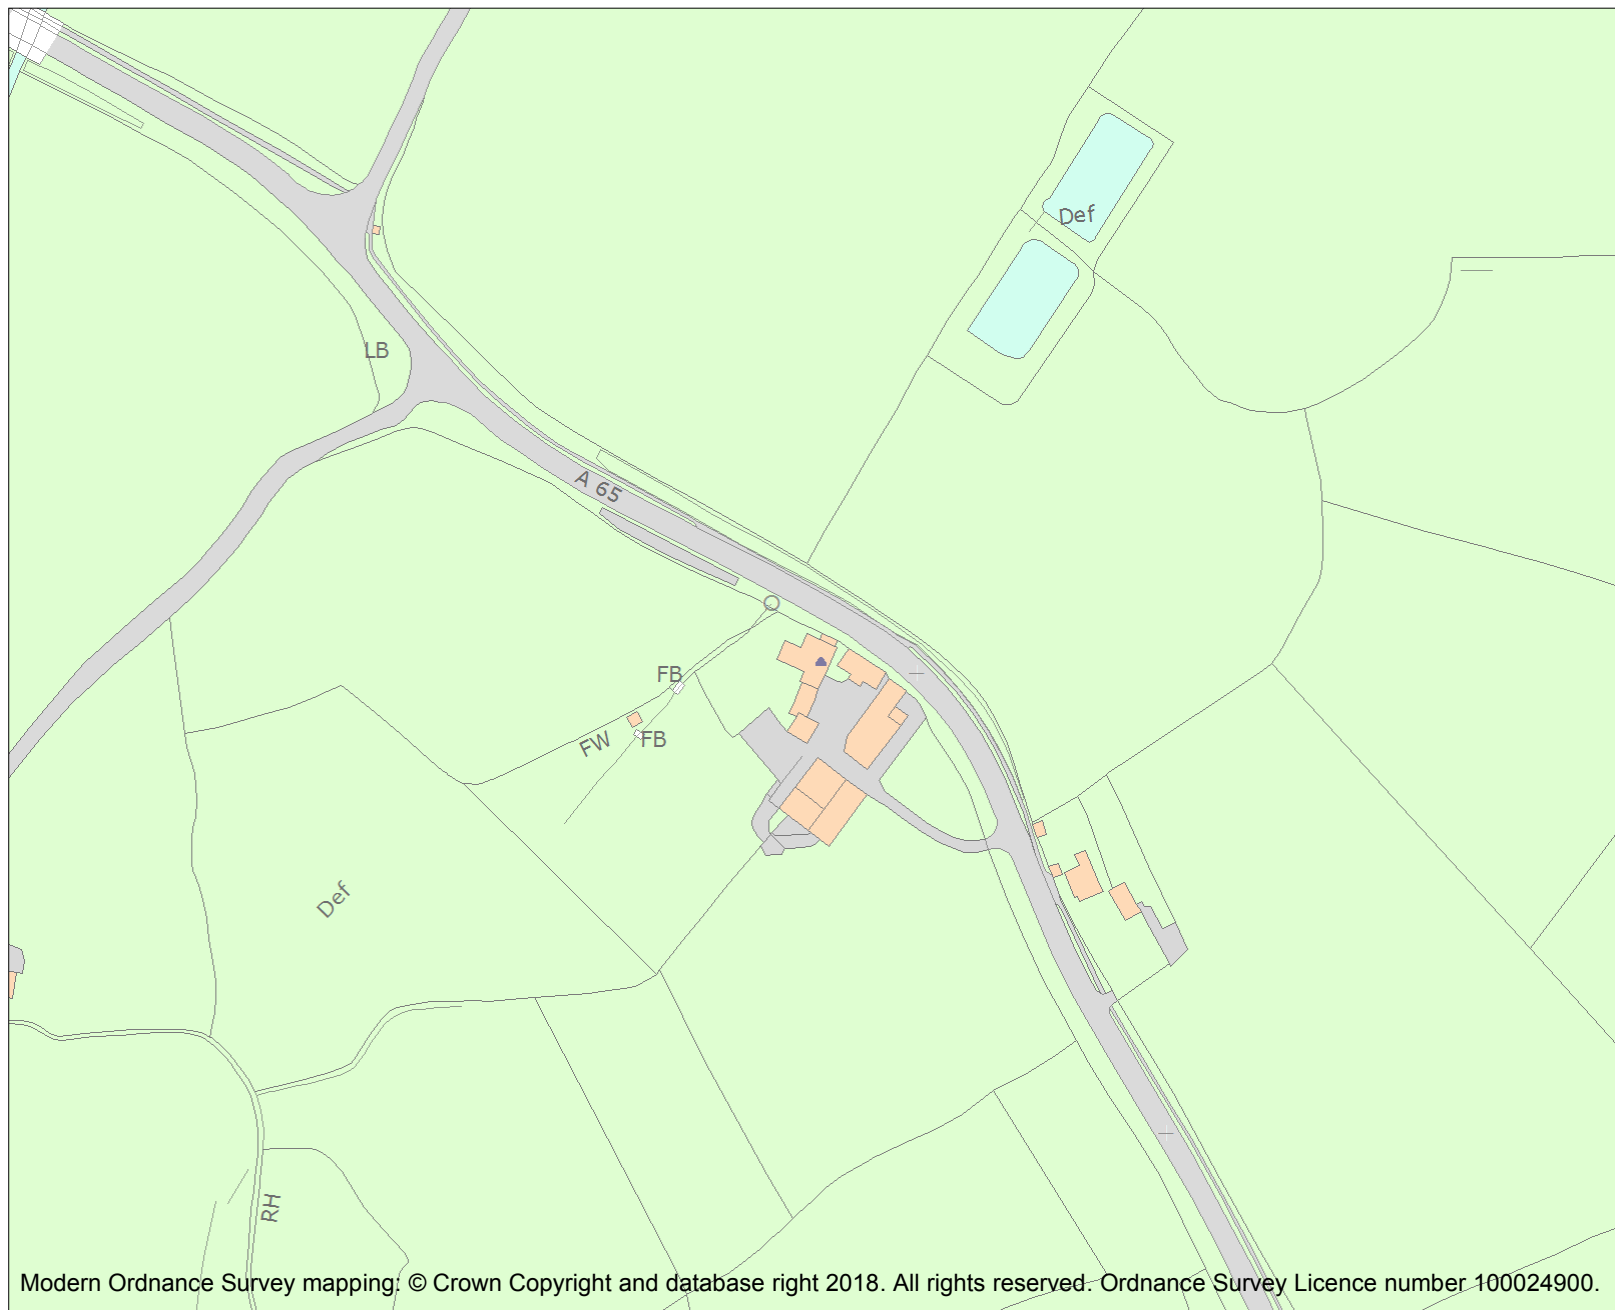 Def
LB
A 65
FB
FW
FB
Def
RH
Modern Ordnance Survey mapping: © Crown Copyright and database right 2018. All rights reserved. Ordnance Survey Licence number 100024900.